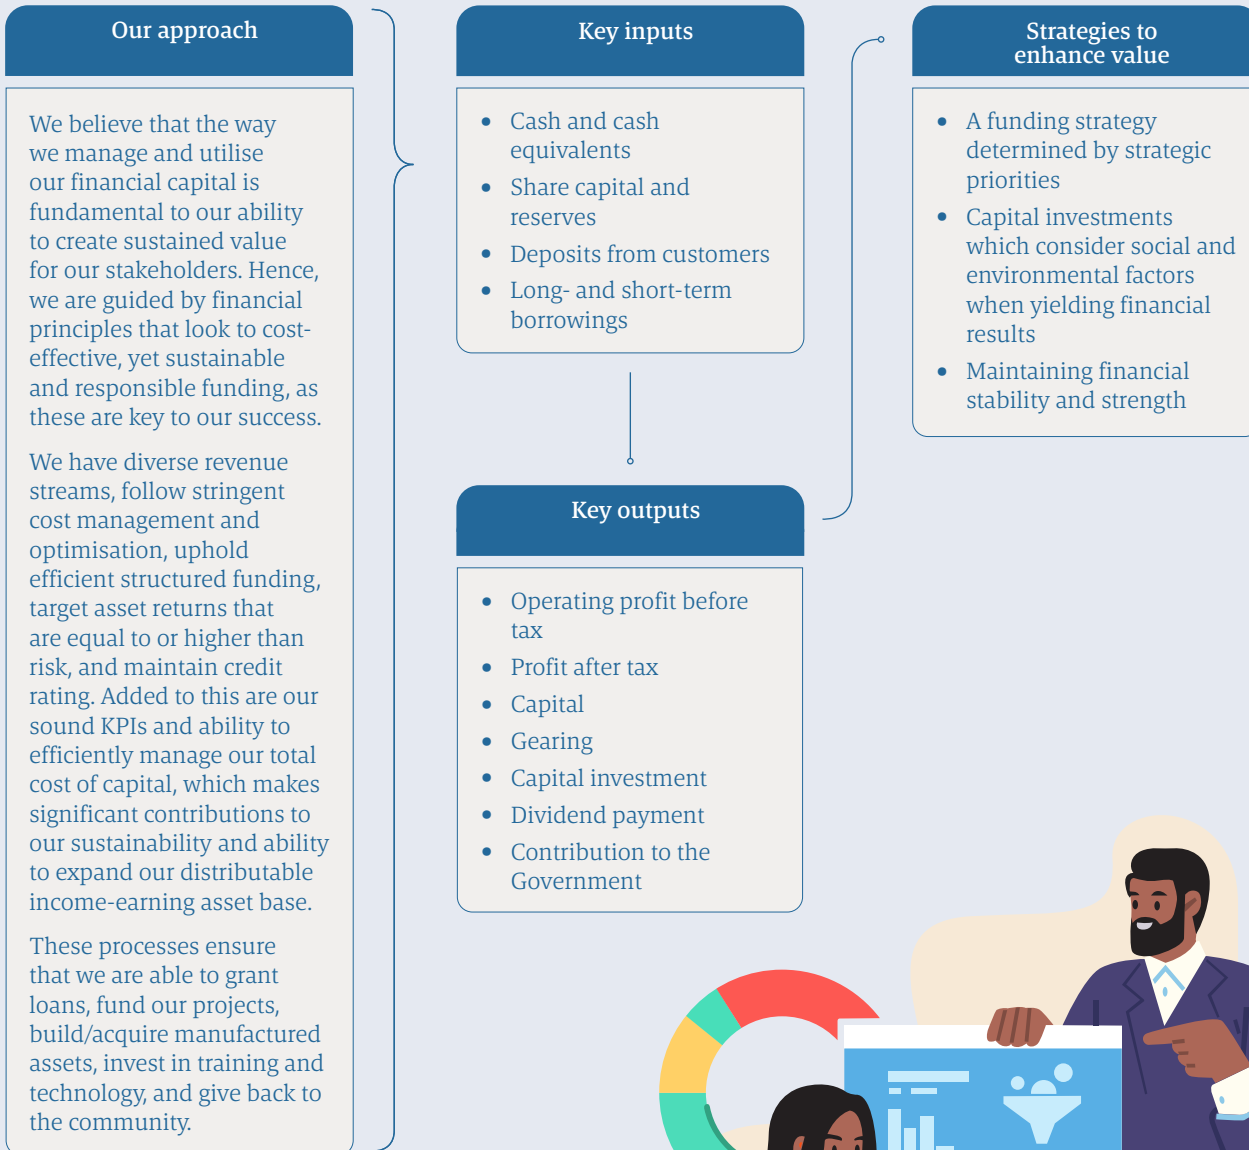 Our approach
We believe that the way
we manage and utilise
our financial capital is
fundamental to our ability
to create sustained value
for our stakeholders. Hence,
we are guided by financial
principles that look to cost-
effective, yet sustainable
and responsible funding, as
these are key to our success.
We have diverse revenue
streams, follow stringent
cost management and
optimisation, uphold
efficient structured funding,
target asset returns that
are equal to or higher than
risk, and maintain credit
rating. Added to this are our
sound KPIs and ability to
efficiently manage our total
cost of capital, which makes
significant contributions to
our sustainability and ability
to expand our distributable
income-earning asset base.
These processes ensure
that we are able to grant
loans, fund our projects,
build/acquire manufactured
assets, invest in training and
technology, and give back to
the community.
Key inputs
• Cash and cash
equivalents
• Share capital and
reserves
• Deposits from customers
• Long- and short-term
borrowings
Key outputs
• Operating profit before
tax
• Profit after tax
• Capital
• Gearing
• Capital investment
• Dividend payment
• Contribution to the
Government
Strategies to
enhance value
• A funding strategy
determined by strategic
priorities
• Capital investments
which consider social and
environmental factors
when yielding financial
results
• Maintaining financial
stability and strength